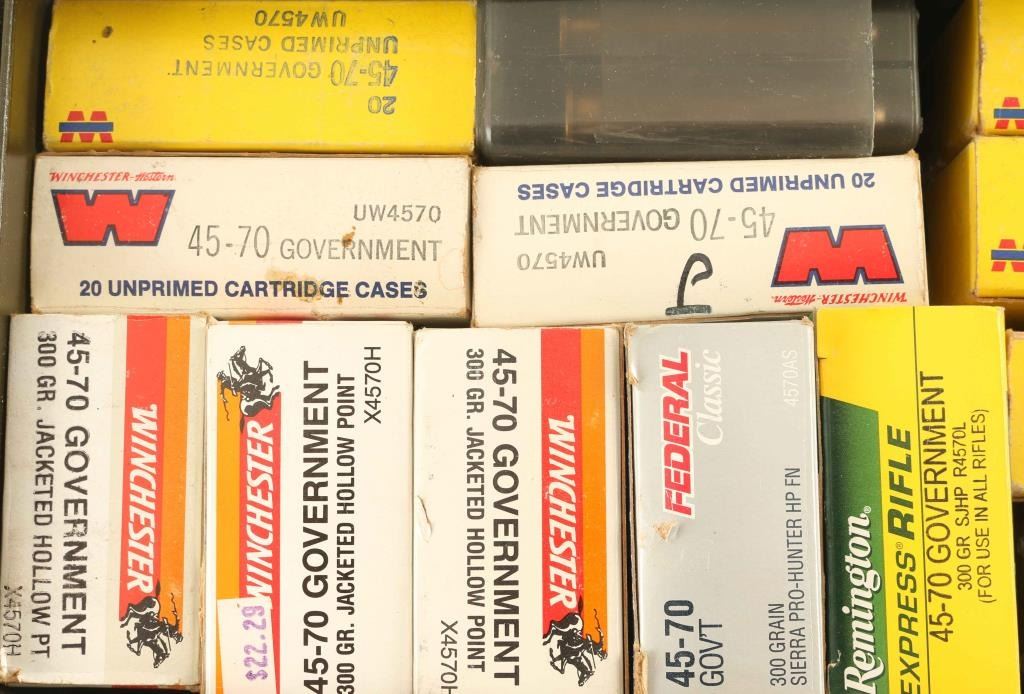 20
45-70 GOVERNMENT
UNPRIMED CASES
UW4570
WINCHESTER-Western
W
UW4570
45-70 GOVERNMENT
20 UNPRIMED CARTRIDGE CASES
WINCHESTER-Western
W
45-70 GOVERNMENT
UW4570
20 UNPRIMED CARTRIDGE CASES
WINCHESTER
45-70 GOVERNMENT
300 GR. JACKETED HOLLOW PT
X4570H
WINCHESTER
$22.29
45-70 GOVERNMENT
300 GR. JACKETED HOLLOW POINT
X4570H
WINCHESTER
45-70 GOVERNMENT
300 GR. JACKETED HOLLOW POINT
X4570H
FEDERAL
Classic
4570AS
45-70
GOV'T
300 GRAIN
SIERRA PRO-HUNTER HP FN
Remington®
EXPRESS® RIFLE
45-70 GOVERNMENT
300 GR SJHP R4570L
(FOR USE IN ALL RIFLES)